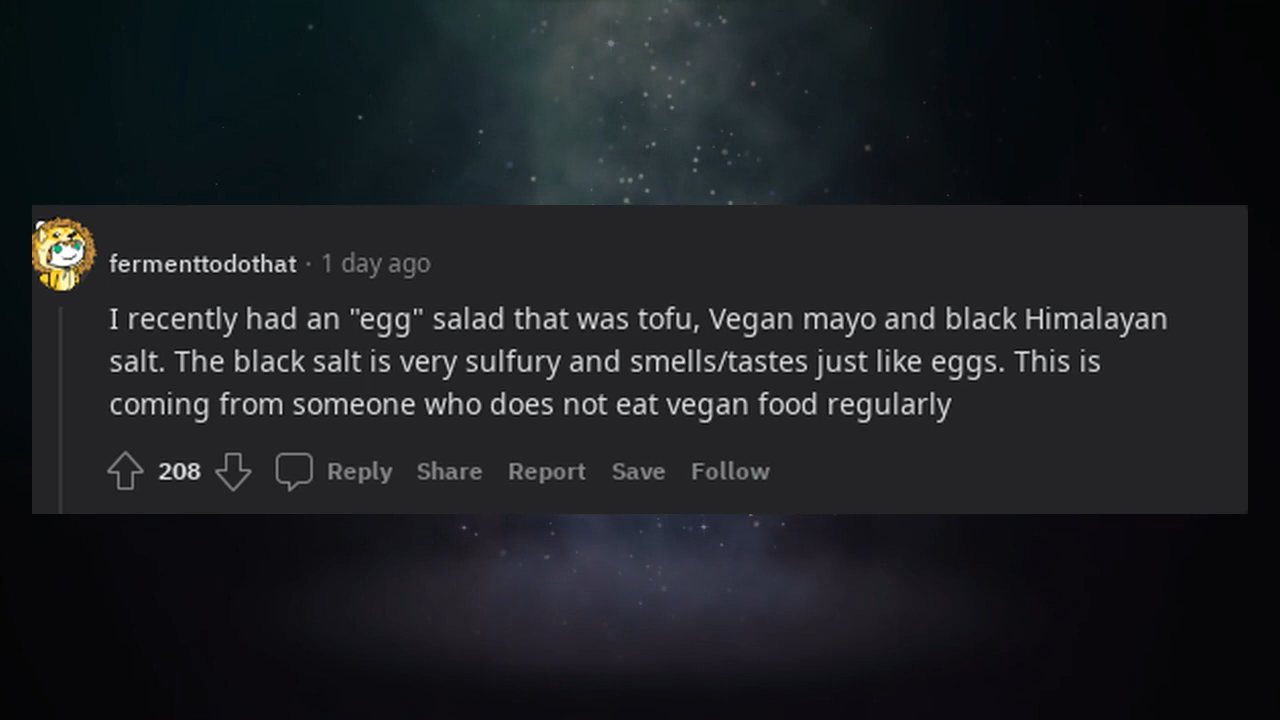 fermenttodothat · 1 day ago
I recently had an "egg" salad that was tofu, Vegan mayo and black Himalayan
salt. The black salt is very sulfury and smells/tastes just like eggs. This is
coming from someone who does not eat vegan food regularly
208 Reply Share Report Save Follow